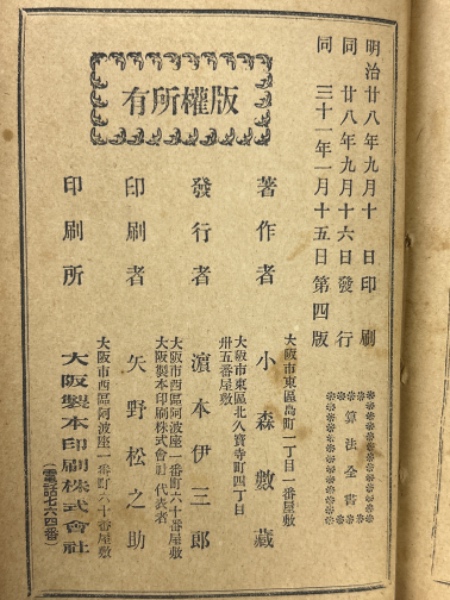 明治廿八年九月十日印刷
同廿八年九月十六日發行
同三十一年一月十五日第四版
算法全書
版權所有
大阪市東區島町一丁目一番屋敷
著作者 小森敷藏
大阪市東區北久寶寺町四丁目
卅五番屋敷
發行者 濵本伊三郎
大阪市西區阿波座一番町六十番屋敷
大阪製本印刷株式會社 代表者
印刷者 矢野松之助
大阪市西區阿波座一番町六十番屋敷
印刷所 大阪製本印刷株式會社
(電話七六四番)